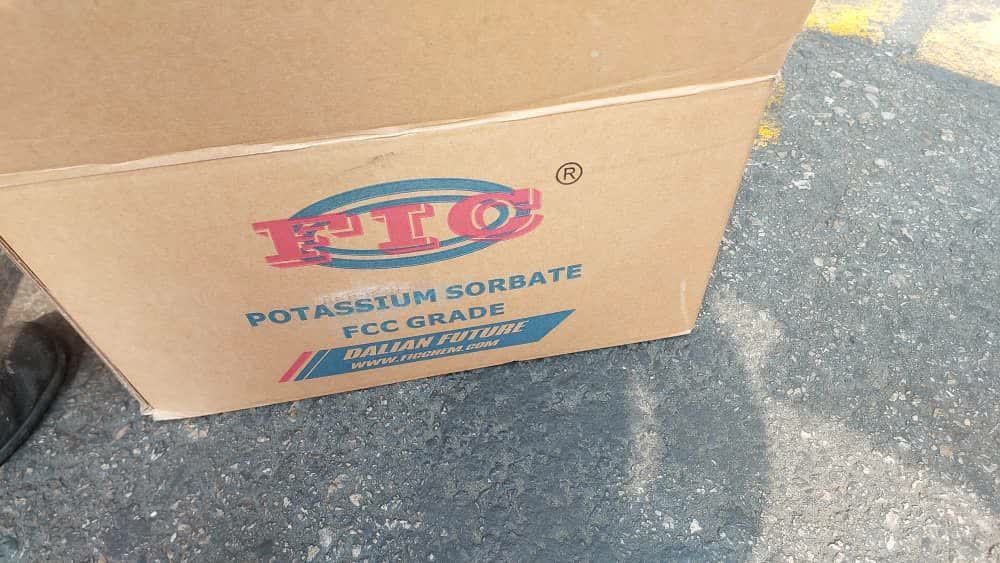 FIC ®
POTASSIUM SORBATE
FCC GRADE
DALIAN FUTURE
WWW.FICCHEM.COM